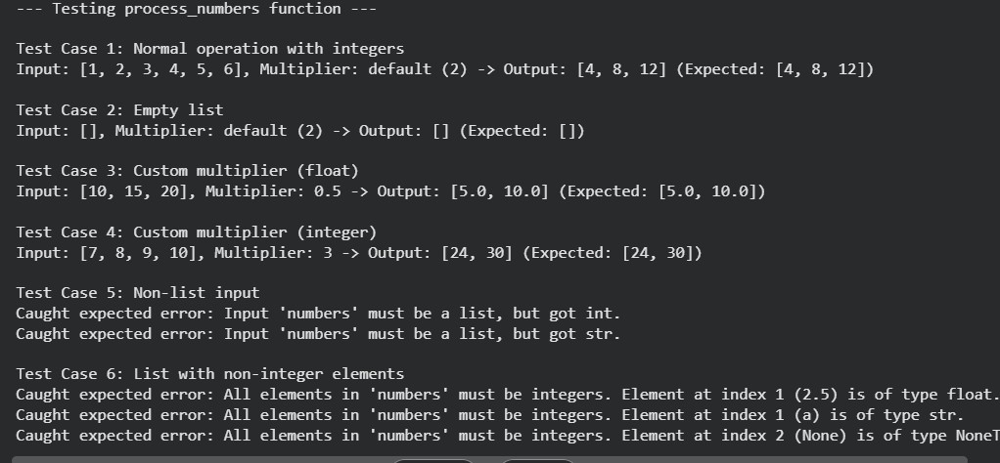 --- Testing process_numbers function ---
Test Case 1: Normal operation with integers
Input: [1, 2, 3, 4, 5, 6], Multiplier: default (2) -> Output: [4, 8, 12] (Expected: [4, 8, 12])
Test Case 2: Empty list
Input: [], Multiplier: default (2) -> Output: [] (Expected: [])
Test Case 3: Custom multiplier (float)
Input: [10, 15, 20], Multiplier: 0.5 -> Output: [5.0, 10.0] (Expected: [5.0, 10.0])
Test Case 4: Custom multiplier (integer)
Input: [7, 8, 9, 10], Multiplier: 3 -> Output: [24, 30] (Expected: [24, 30])
Test Case 5: Non-list input
Caught expected error: Input 'numbers' must be a list, but got int.
Caught expected error: Input 'numbers' must be a list, but got str.
Test Case 6: List with non-integer elements
Caught expected error: All elements in 'numbers' must be integers. Element at index 1 (2.5) is of type float.
Caught expected error: All elements in 'numbers' must be integers. Element at index 1 (a) is of type str.
Caught expected error: All elements in 'numbers' must be integers. Element at index 2 (None) is of type NoneT